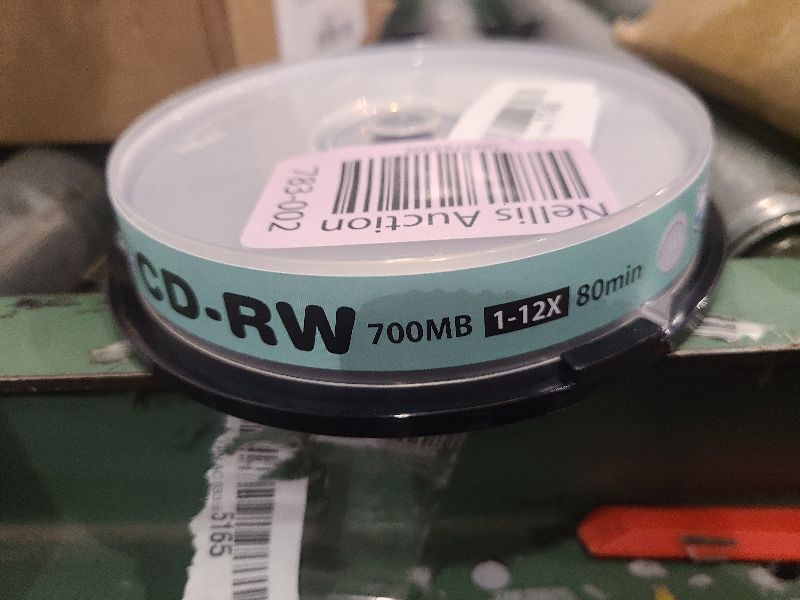 Nellis Auction
783-002
CD-RW 700MB 1-12X 80min
5165